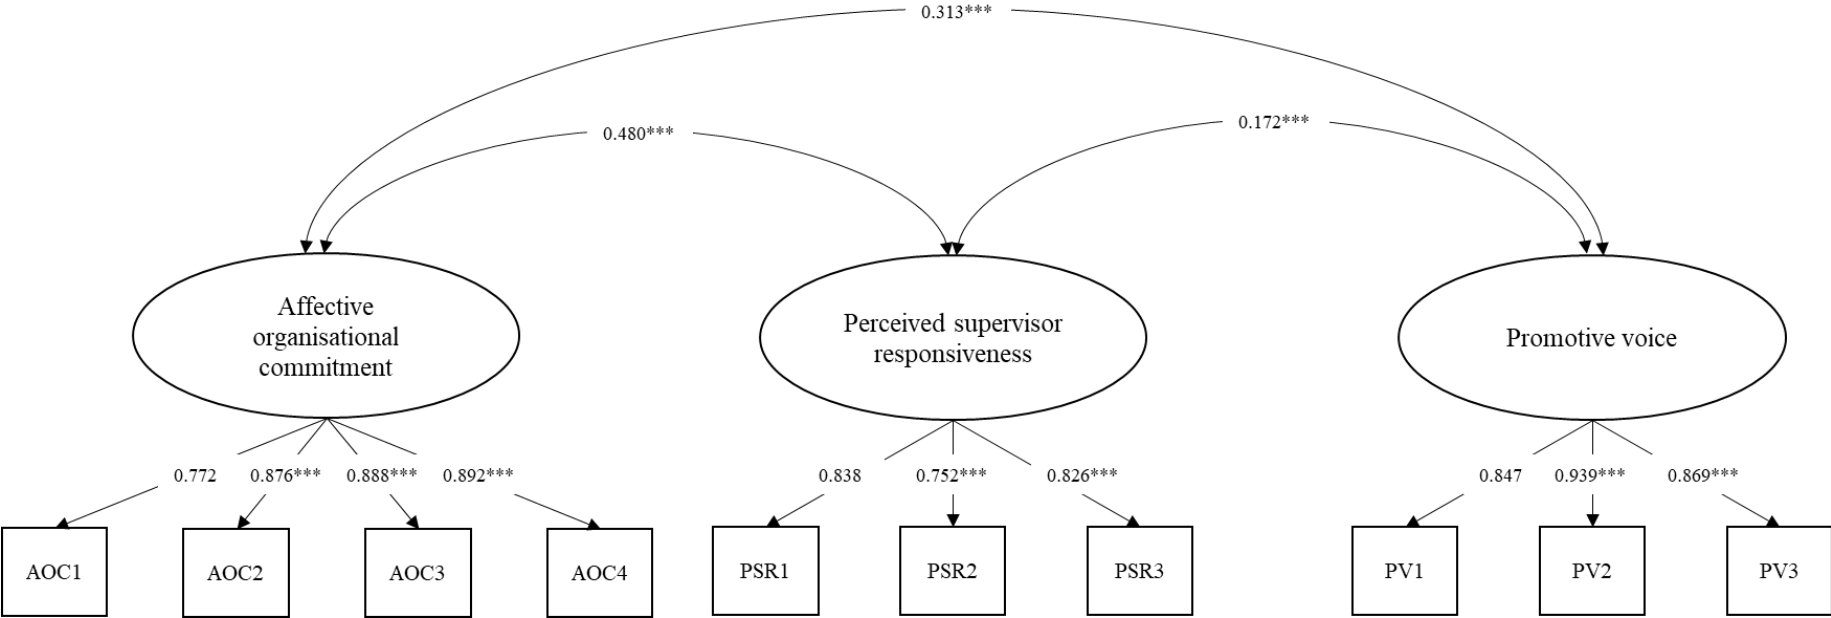 0.313***
0.480***
0.172***
Affective
organisational
commitment
Perceived supervisor
responsiveness
Promotive voice
0.772
0.876***
0.888***
0.892***
0.838
0.752***
0.826***
0.847
0.939***
0.869***
AOC1
AOC2
AOC3
AOC4
PSR1
PSR2
PSR3
PV1
PV2
PV3